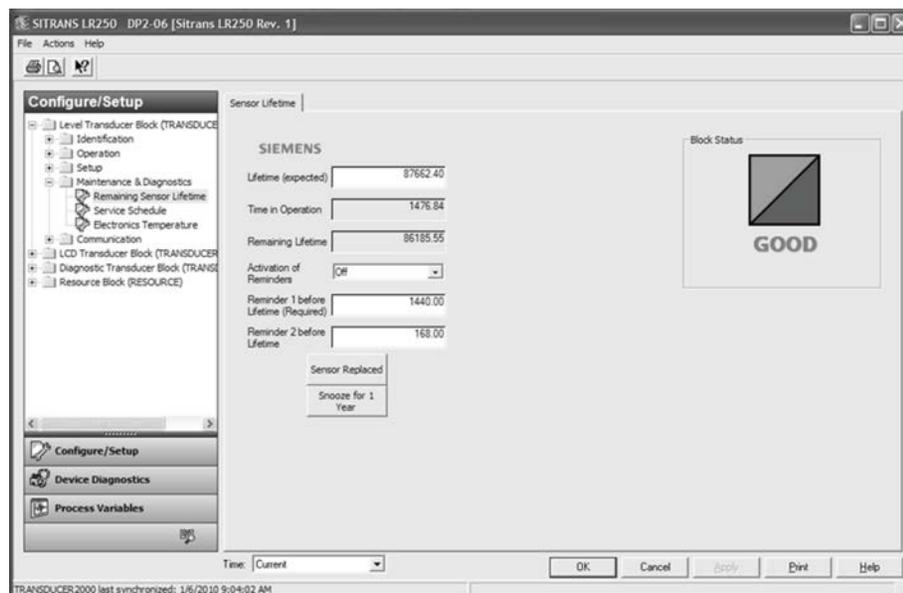 SITRANS LR250 DP2-06 [Sitrans LR250 Rev. 1]
File Actions Help
Configure/Setup
Level Transducer Block (TRANSDUCE
Identification
Operation
Setup
Maintenance & Diagnostics
Remaining Sensor Lifetime
Service Schedule
Electronics Temperature
Communication
LCD Transducer Block (TRANSDUCER
Diagnostic Transducer Block (TRANSD
Resource Block (RESOURCE)
Configure/Setup
Device Diagnostics
Process Variables
Sensor Lifetime
SIEMENS
Lifetime (expected) 87662.40
Time in Operation 1476.84
Remaining Lifetime 86185.55
Activation of
Reminders Off
Reminder 1 before
Lifetime (Required) 1440.00
Reminder 2 before
Lifetime 168.00
Sensor Replaced
Snooze for 1
Year
Block Status
GOOD
Time: Current
OK Cancel Apply Print Help
TRANSDUCER2000 last synchronized: 1/6/2010 9:04:02 AM